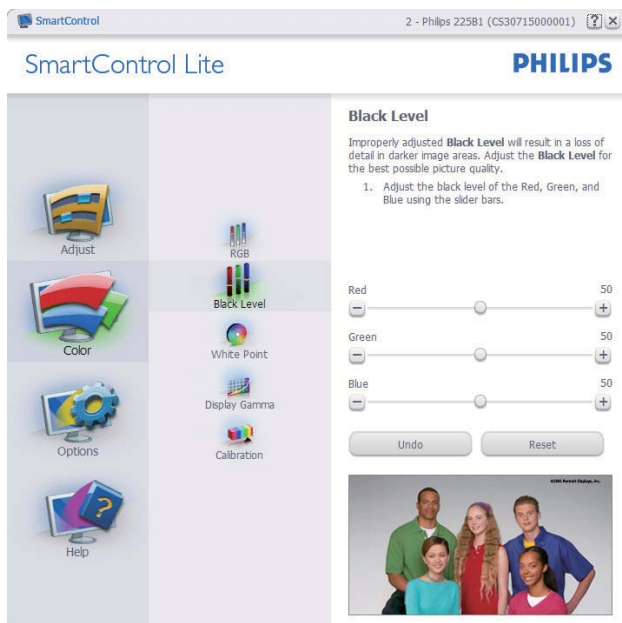 SmartControl
2 - Philips 225B1 (CS30715000001)
SmartControl Lite
PHILIPS
Adjust
Color
Options
Help
RGB
Black Level
White Point
Display Gamma
Calibration
Black Level
Improperly adjusted Black Level will result in a loss of
detail in darker image areas. Adjust the Black Level for
the best possible picture quality.
1. Adjust the black level of the Red, Green, and
Blue using the slider bars.
Red 50
Green 50
Blue 50
Undo Reset
Portrait Displays, Inc.